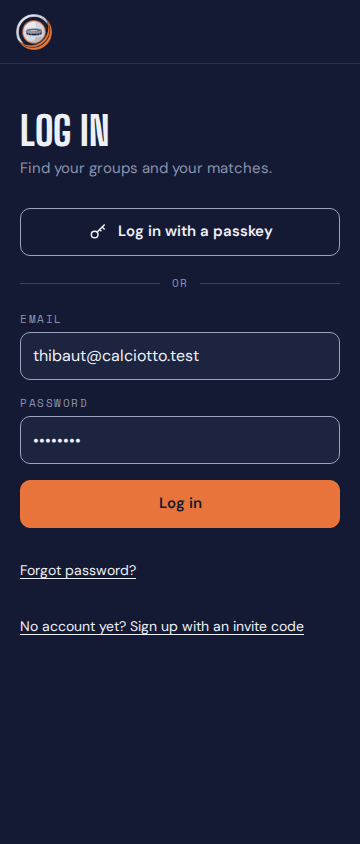 LOG IN
Find your groups and your matches.
Log in with a passkey
OR
EMAIL
thibaut@calciotto.test
PASSWORD
••••••••
Log in
Forgot password?
No account yet? Sign up with an invite code